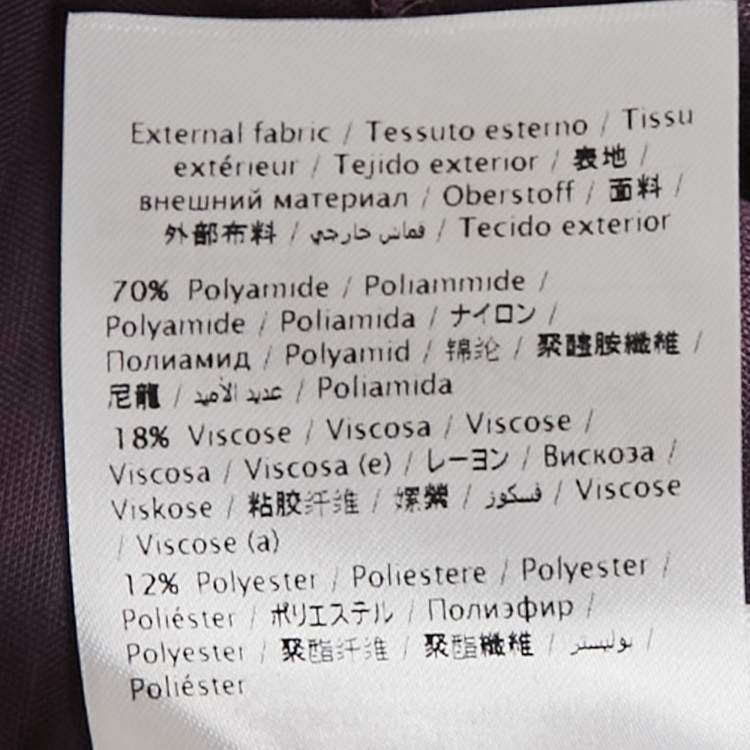 External fabric / Tessuto esterno / Tissu
extérieur / Tejido exterior / 表地 /
внешний материал / Oberstoff / 面料 /
外部布料 / قماش خارجي / Tecido exterior
70% Polyamide / Poliammide /
Polyamide / Poliamida / ナイロン /
Полиамид / Polyamid / 锦纶 / 聚醯胺纖維 /
尼龍 / عديد الأميد / Poliamida
18% Viscose / Viscosa / Viscose /
Viscosa / Viscosa (e) / レーヨン / Вискоза /
Viskose / 粘胶纤维 / 嫘縈 / فسكوز / Viscose
/ Viscose (a)
12% Polyester / Poliestere / Polyester /
Poliéster / ポリエステル / Полиэфир /
Polyester / 聚酯纤维 / 聚酯纖維 / بوليستر /
Poliéster